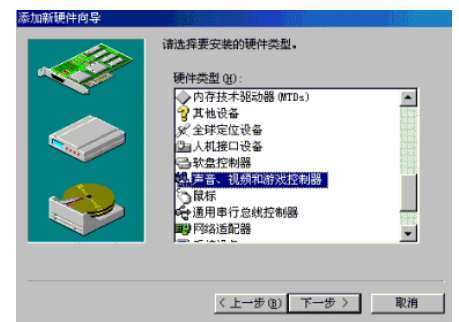 添加新硬件向导
请选择要安装的硬件类型。
硬件类型(H):
内存技术驱动器(MTDs)
其他设备
全球定位设备
人机接口设备
软盘控制器
声音、视频和游戏控制器
鼠标
通用串行总线控制器
网络适配器
< 上一步(B) 下一步 > 取消